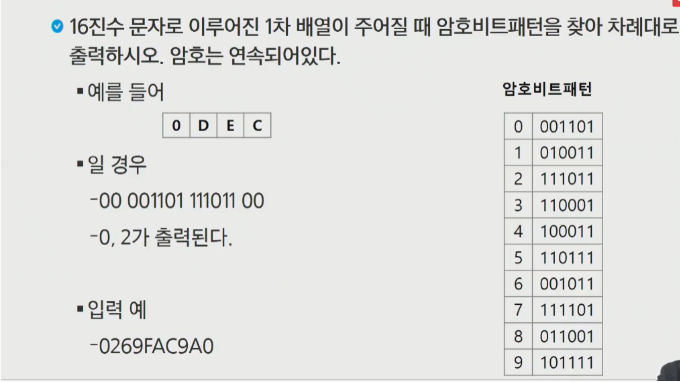 16진수 문자로 이루어진 1차 배열이 주어질 때 암호비트패턴을 찾아 차례대로
출력하시오. 암호는 연속되어있다.
▪예를 들어
0 D E C
▪일 경우
-00 001101 111011 00
-0, 2가 출력된다.
▪입력 예
-0269FAC9A0
암호비트패턴
0 001101
1 010011
2 111011
3 110001
4 100011
5 110111
6 001011
7 111101
8 011001
9 101111